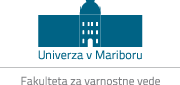 Univerza v Mariboru
Fakulteta za varnostne vede